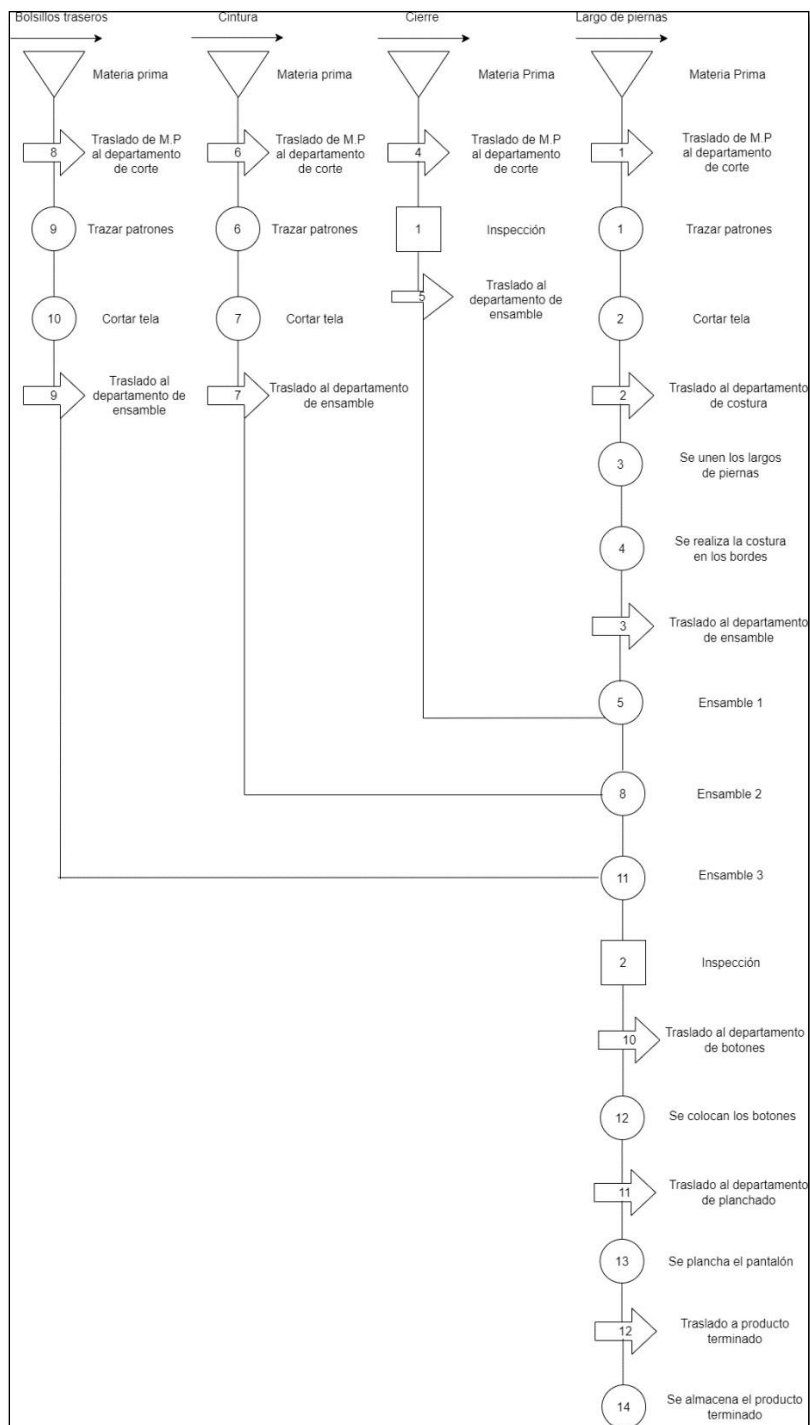 Bolsillos traseros
Cintura
Cierre
Largo de piernas
Materia prima
Materia prima
Materia Prima
Materia Prima
8
Traslado de M.P
al departamento
de corte
6
Traslado de M.P
al departamento
de corte
4
Traslado de M.P
al departamento
de corte
1
Traslado de M.P
al departamento
de corte
9
Trazar patrones
6
Trazar patrones
1
Inspección
1
Trazar patrones
5
Traslado al
departamento de
ensamble
10
Cortar tela
7
Cortar tela
2
Cortar tela
9
Traslado al
departamento de
ensamble
7
Traslado al departamento
de ensamble
2
Traslado al departamento
de costura
3
Se unen los largos
de piernas
4
Se realiza la costura
en los bordes
3
Traslado al departamento
de ensamble
5
Ensamble 1
8
Ensamble 2
11
Ensamble 3
2
Inspección
10
Traslado al departamento
de botones
12
Se colocan los botones
11
Traslado al departamento
de planchado
13
Se plancha el pantalón
12
Traslado a producto
terminado
14
Se almacena el producto
terminado